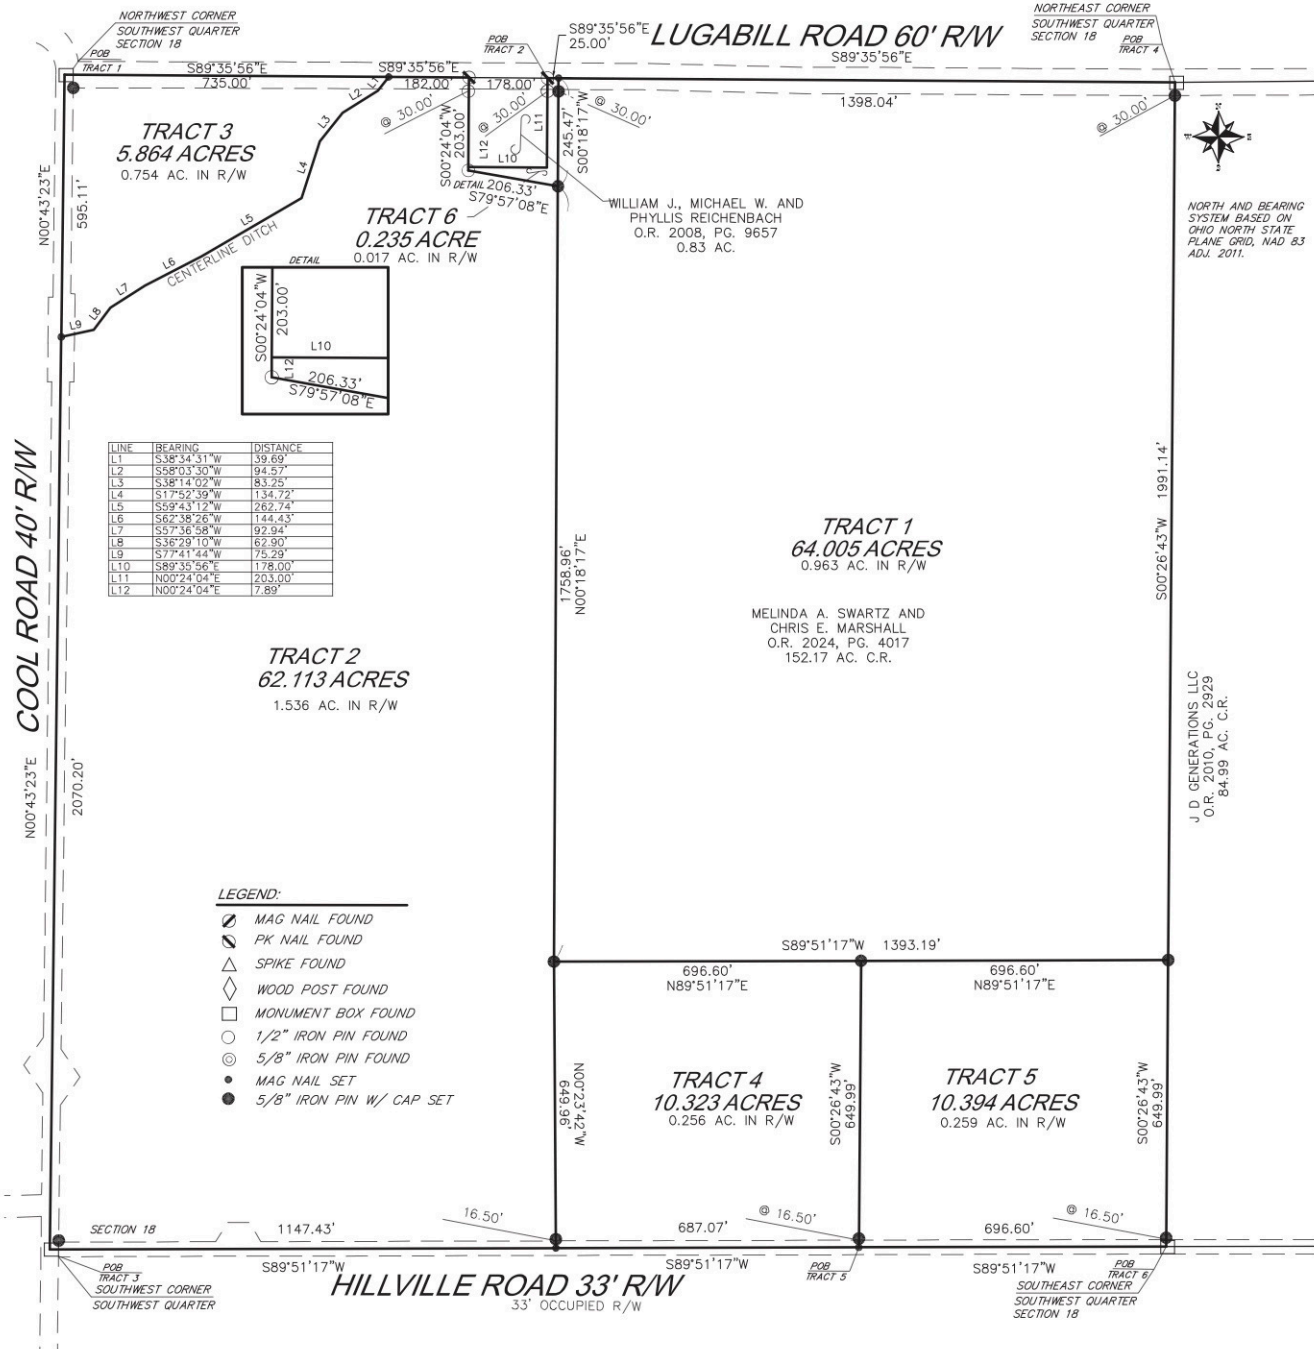 NORTHWEST CORNER
SOUTHWEST QUARTER
SECTION 18
POB
TRACT 1
S89°35'56"E
735.00'
S89°35'56"E
182.00'
POB
TRACT 2
178.00'
S89°35'56"E
25.00'
LUGABILL ROAD 60' R/W
S89°35'56"E
1398.04'
NORTHEAST CORNER
SOUTHWEST QUARTER
SECTION 18
POB
TRACT 4
@ 30.00'
@ 30.00'
@ 30.00'
@ 30.00'
TRACT 3
5.864 ACRES
0.754 AC. IN R/W
N00°43'23"E
595.11'
L1
L2
L3
L4
L5
L6
L7
L8
L9
CENTERLINE DITCH
S00°24'04"W
203.00'
L12
L10
L11
245.47'
S00°18'17"W
DETAIL
206.33'
S79°57'08"E
TRACT 6
0.235 ACRE
0.017 AC. IN R/W
WILLIAM J., MICHAEL W. AND
PHYLLIS REICHENBACH
O.R. 2008, PG. 9657
0.83 AC.
NORTH AND BEARING
SYSTEM BASED ON
OHIO NORTH STATE
PLANE GRID, NAD 83
ADJ. 2011.
DETAIL
S00°24'04"W
203.00'
L10
L12
206.33'
S79°57'08"E
LINE BEARING DISTANCE
L1 S38°34'31"W 39.69'
L2 S58°03'30"W 94.57'
L3 S38°14'02"W 83.25'
L4 S17°52'39"W 134.72'
L5 S59°43'12"W 262.74'
L6 S62°38'26"W 144.43'
L7 S57°36'58"W 92.94'
L8 S36°29'10"W 62.90'
L9 S77°41'44"W 75.29'
L10 S89°35'56"E 178.00'
L11 N00°24'04"E 203.00'
L12 N00°24'04"E 7.89'
COOL ROAD 40' R/W
TRACT 2
62.113 ACRES
1.536 AC. IN R/W
N00°43'23"E
2070.20'
1758.96'
N00°18'17"E
TRACT 1
64.005 ACRES
0.963 AC. IN R/W
MELINDA A. SWARTZ AND
CHRIS E. MARSHALL
O.R. 2024, PG. 4017
152.17 AC. C.R.
S00°26'43"W 1991.14'
J D GENERATIONS LLC
O.R. 2010, PG. 2929
84.99 AC. C.R.
LEGEND:
MAG NAIL FOUND
PK NAIL FOUND
SPIKE FOUND
WOOD POST FOUND
MONUMENT BOX FOUND
1/2" IRON PIN FOUND
5/8" IRON PIN FOUND
MAG NAIL SET
5/8" IRON PIN W/ CAP SET
S89°51'17"W 1393.19'
696.60'
N89°51'17"E
696.60'
N89°51'17"E
N00°23'42"W
649.96'
TRACT 4
10.323 ACRES
0.256 AC. IN R/W
S00°26'43"W
649.99'
TRACT 5
10.394 ACRES
0.259 AC. IN R/W
S00°26'43"W
649.99'
SECTION 18
1147.43'
16.50'
687.07'
@ 16.50'
696.60'
@ 16.50'
POB
TRACT 3
SOUTHWEST CORNER
SOUTHWEST QUARTER
S89°51'17"W
HILLVILLE ROAD 33' R/W
33' OCCUPIED R/W
S89°51'17"W
POB
TRACT 5
S89°51'17"W
POB
TRACT 6
SOUTHEAST CORNER
SOUTHWEST QUARTER
SECTION 18